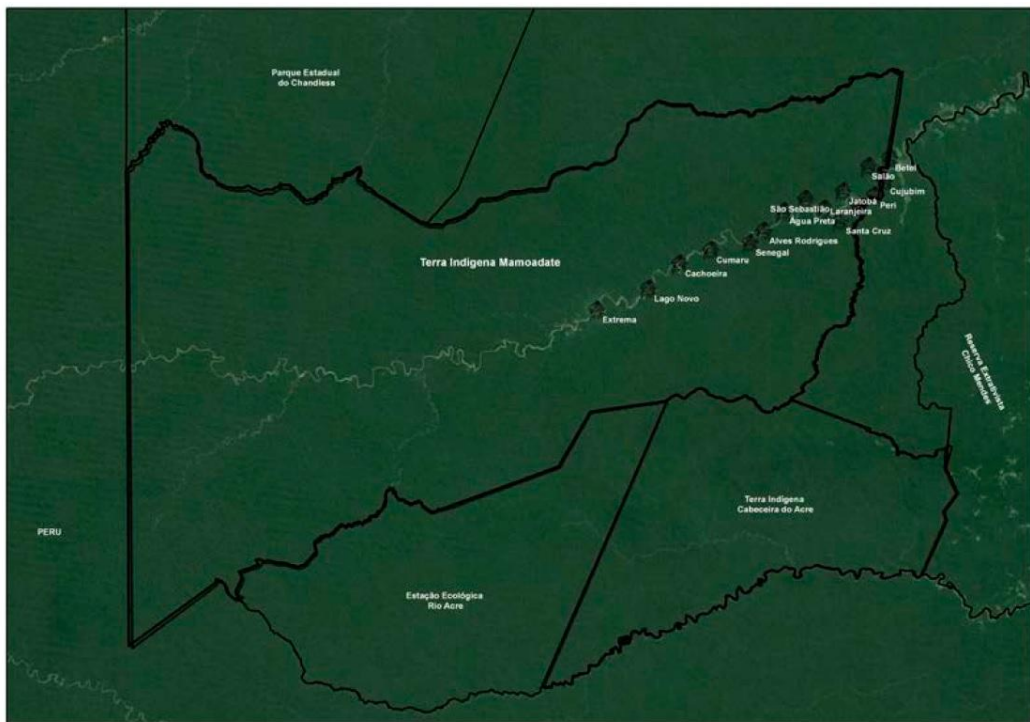 Parque Estadual
do Chandless
Betel
Salão
Cujubim
Jatobá
Peri
São Sebastião
Laranjeira
Água Preta
Santa Cruz
Alves Rodrigues
Senegal
Terra Indígena Mamoadate
Cumaru
Cachoeira
Lago Novo
Extrema
Reserva Extrativista
Chico Mendes
Terra Indígena
Cabeceira do Acre
PERU
Estação Ecológica
Rio Acre